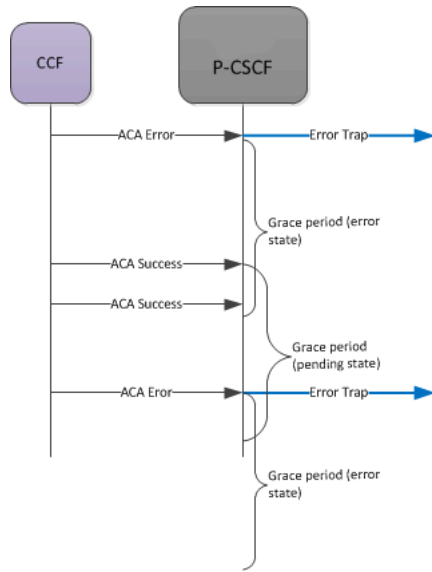 CCF
P-CSCF
ACA Error
Error Trap
Grace period (error
state)
ACA Success
ACA Success
Grace period
(pending state)
ACA Eror
Error Trap
Grace period (error
state)